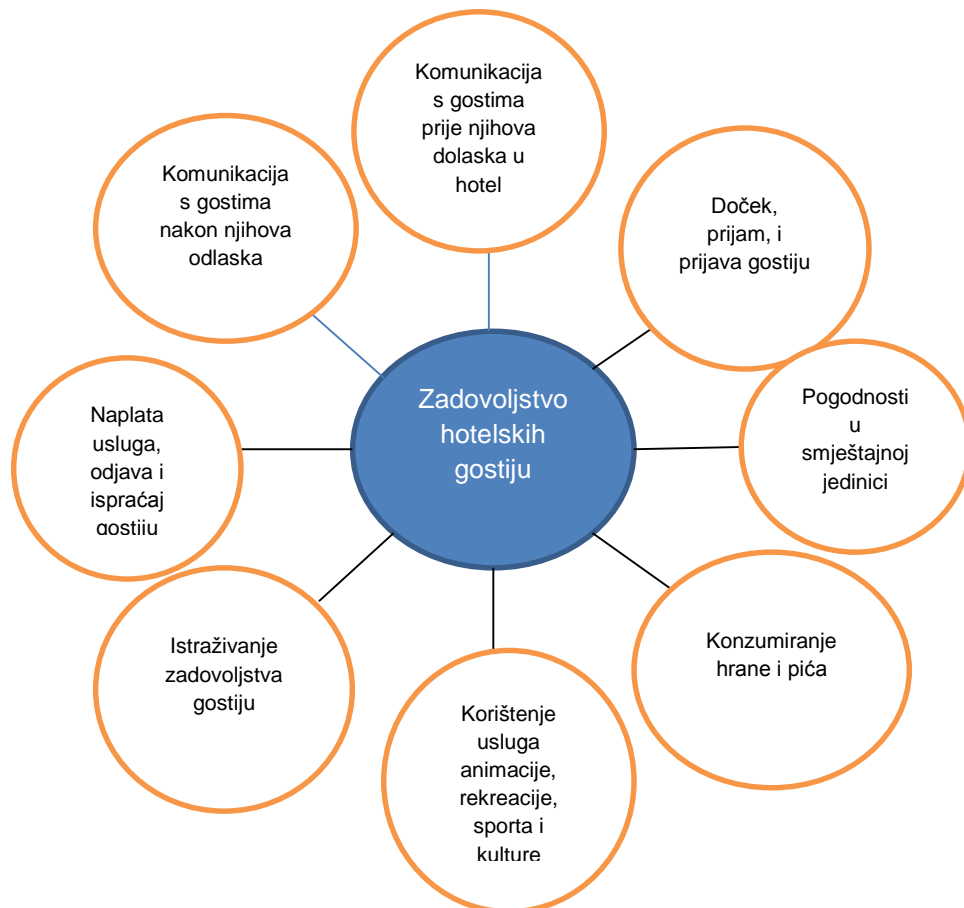 Komunikacija
s gostima
prije njihova
dolaska u
hotel
Komunikacija
s gostima
nakon njihova
odlaska
Doček,
prijam, i
prijava gostiju
Zadovoljstvo
hotelskih
gostiju
Naplata
usluga,
odjava i
ispraćaj
gostiju
Pogodnosti
u
smještajnoj
jedinici
Istraživanje
zadovoljstva
gostiju
Konzumiranje
hrane i pića
Korištenje
usluga
animacije,
rekreacije,
sporta i
kulture